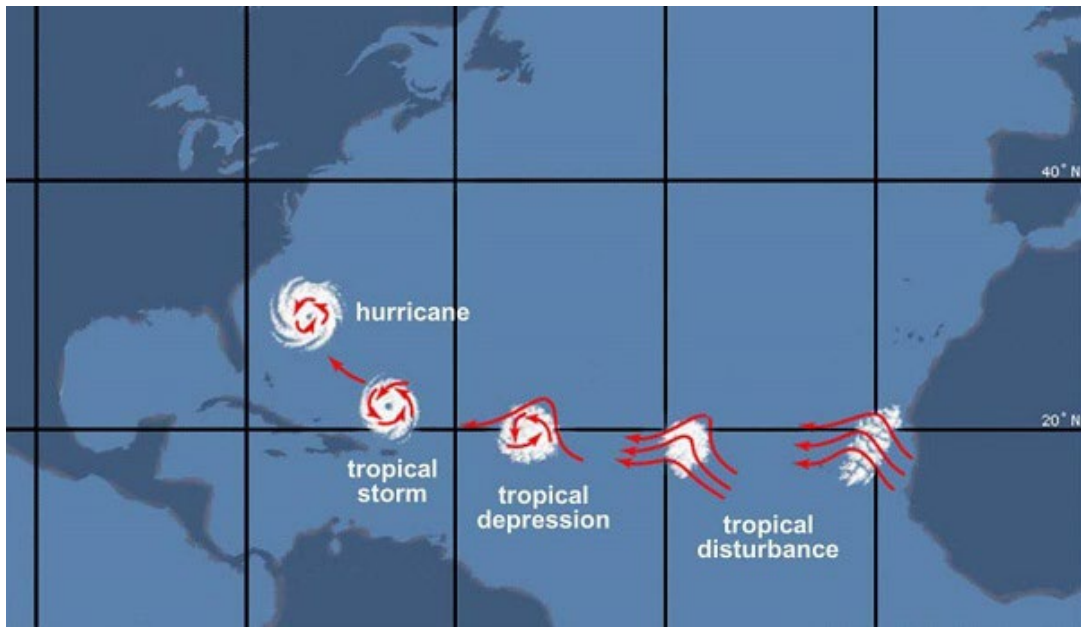 40° N
hurricane
20° N
tropical
storm
tropical
depression
tropical
disturbance